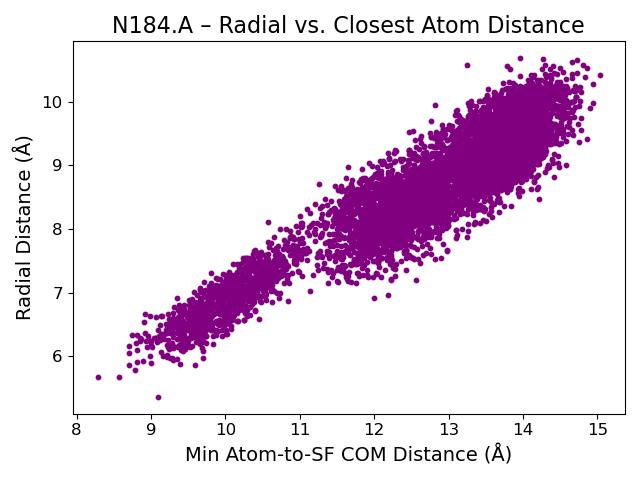 N184.A – Radial vs. Closest Atom Distance
Radial Distance (Å)
10
9
8
7
6
8 9 10 11 12 13 14 15
Min Atom-to-SF COM Distance (Å)